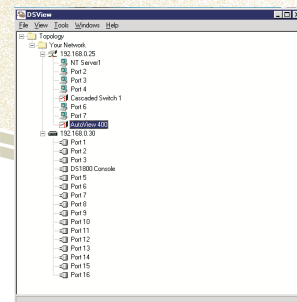 DSView
File View Tools Windows Help
Topology
Your Network
192.168.0.25
NT Server1
Port 2
Port 3
Port 4
Cascaded Switch 1
Port 6
Port 7
AutoView 400
192.168.0.30
Port 1
Port 2
Port 3
DS1800 Console
Port 5
Port 6
Port 7
Port 8
Port 9
Port 10
Port 11
Port 12
Port 13
Port 14
Port 15
Port 16